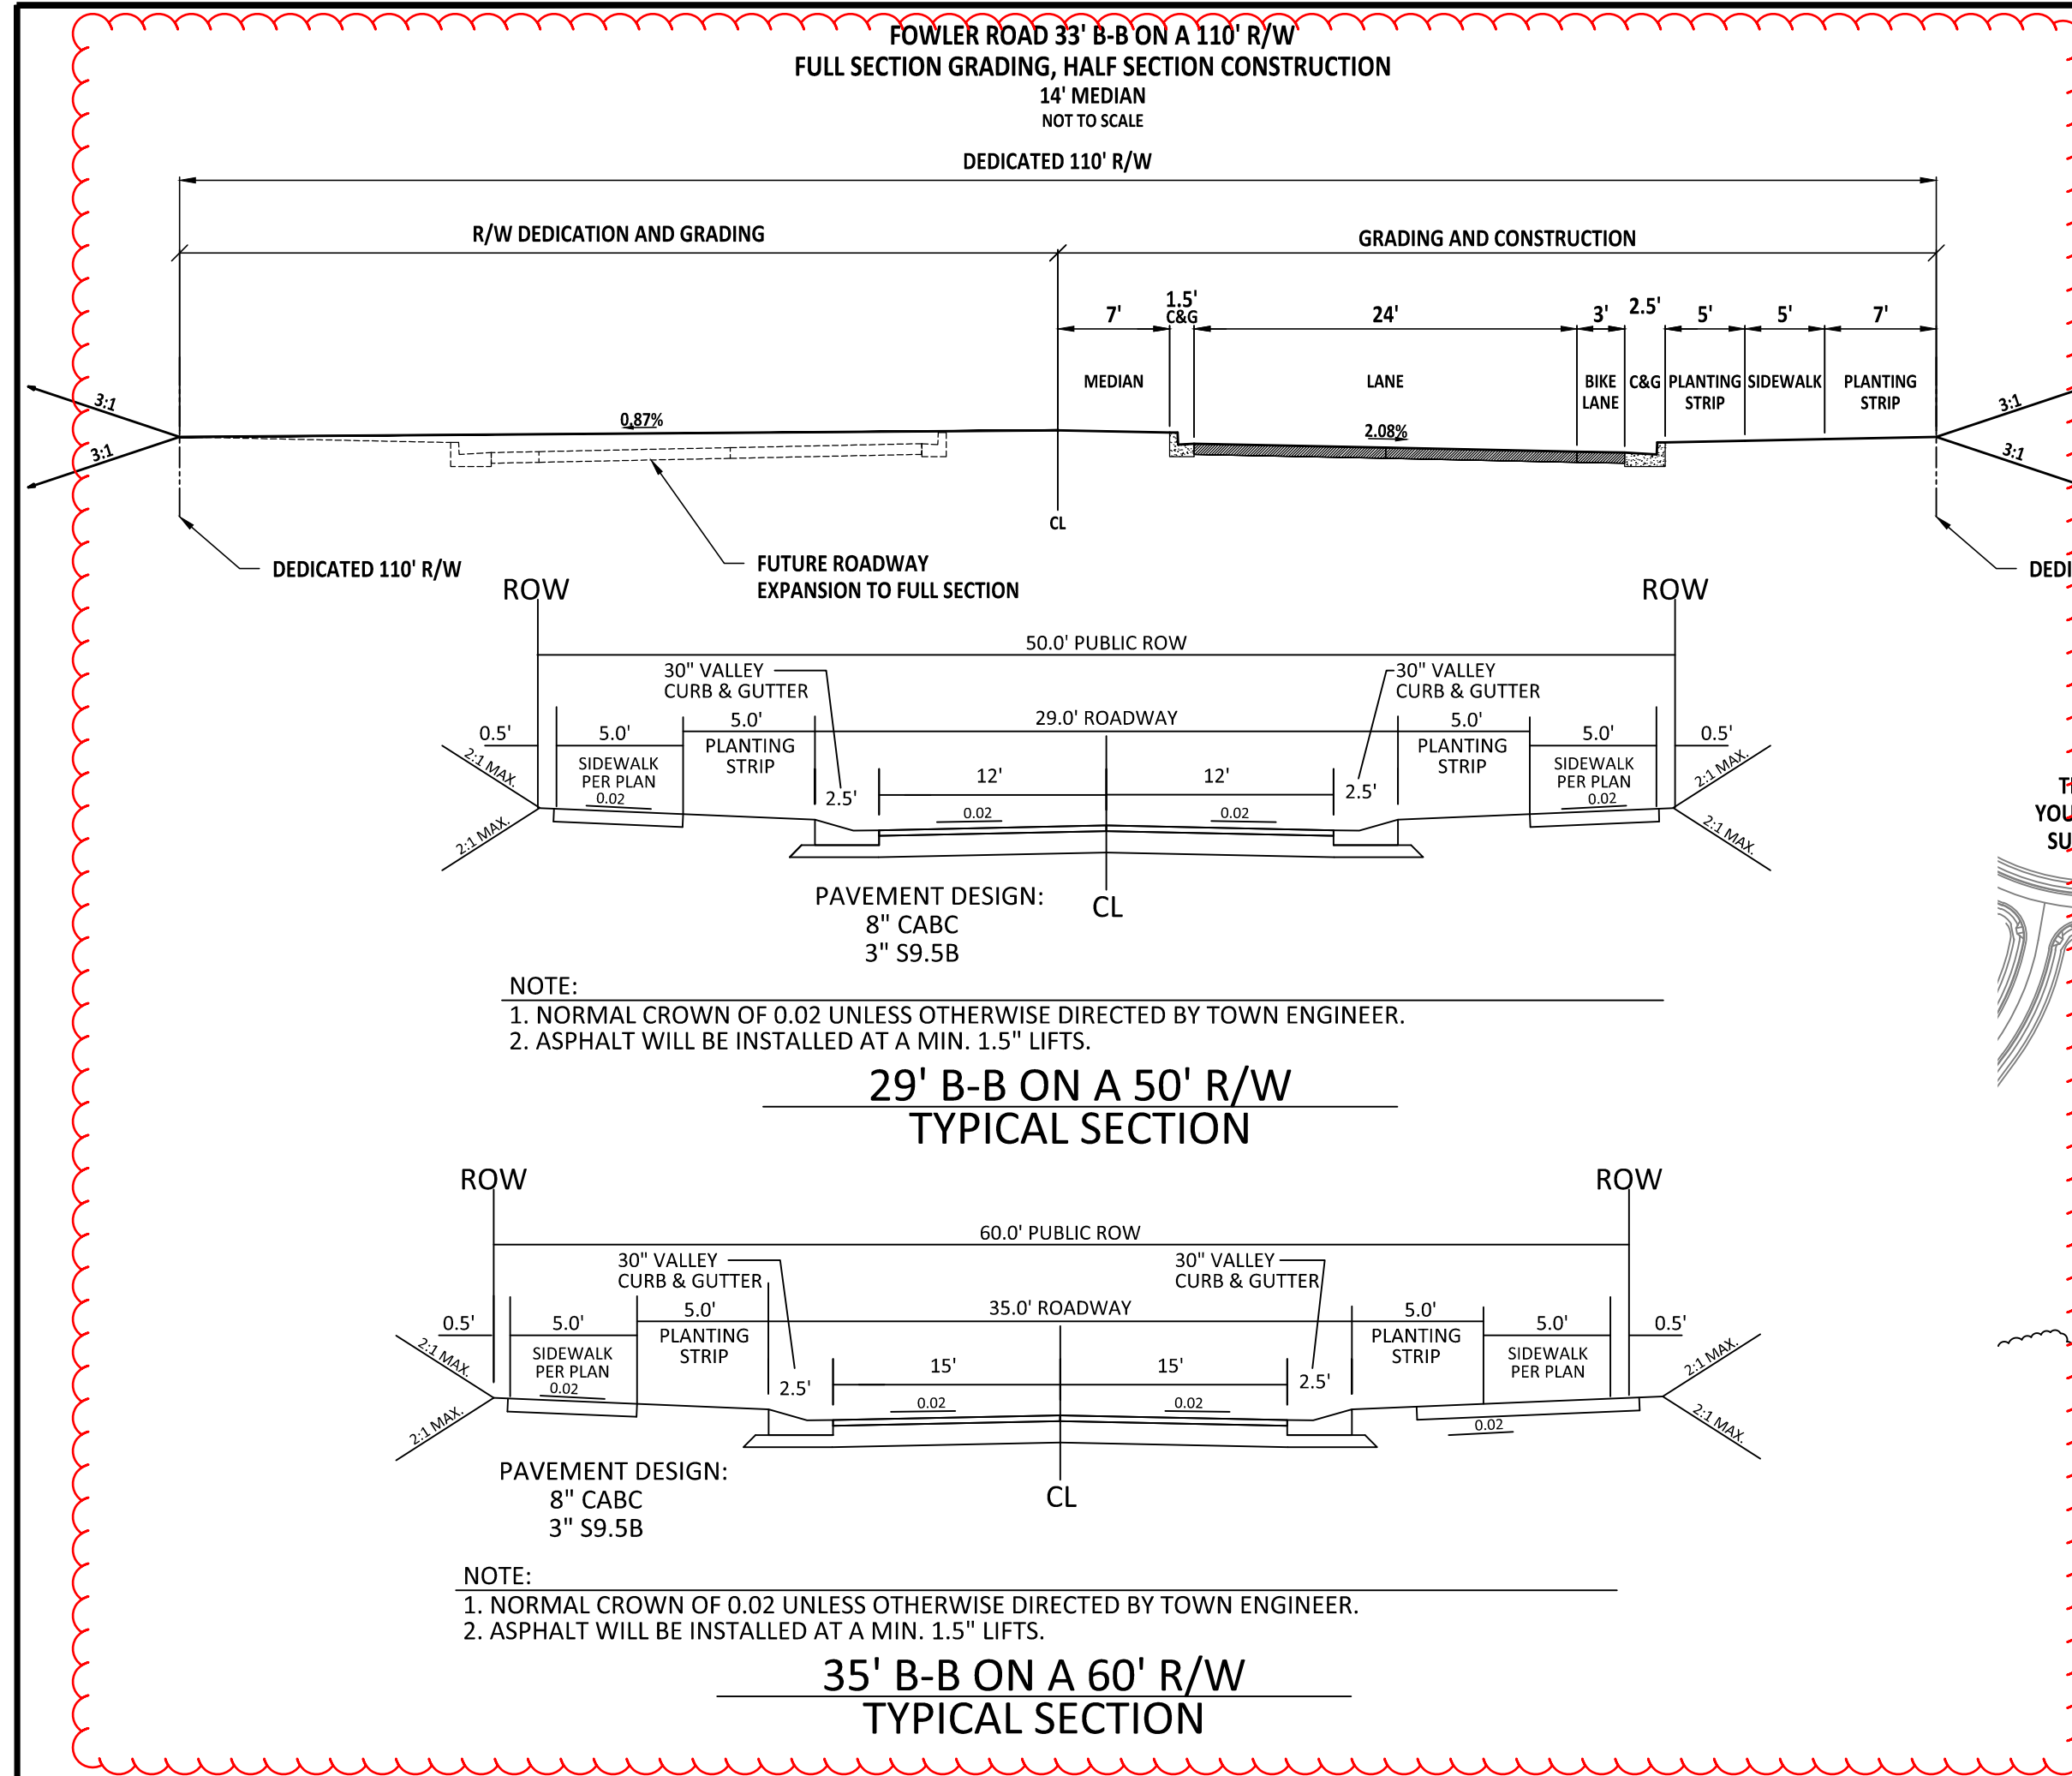 FOWLER ROAD 33' B-B ON A 110' R/W
FULL SECTION GRADING, HALF SECTION CONSTRUCTION
14' MEDIAN
NOT TO SCALE
DEDICATED 110' R/W
R/W DEDICATION AND GRADING
GRADING AND CONSTRUCTION
7'
1.5'
C&G
24'
3'
2.5'
5'
5'
7'
MEDIAN
LANE
BIKE
LANE
C&G
PLANTING
STRIP
SIDEWALK
PLANTING
STRIP
3:1
3:1
0.87%
2.08%
3:1
3:1
CL
DEDICATED 110' R/W
FUTURE ROADWAY
EXPANSION TO FULL SECTION
DEDI
ROW
ROW
50.0' PUBLIC ROW
30" VALLEY
CURB & GUTTER
30" VALLEY
CURB & GUTTER
0.5'
5.0'
5.0'
29.0' ROADWAY
5.0'
5.0'
0.5'
SIDEWALK
PER PLAN
0.02
PLANTING
STRIP
2.5'
12'
12'
2.5'
PLANTING
STRIP
SIDEWALK
PER PLAN
0.02
2:1 MAX.
2:1 MAX.
0.02
0.02
2:1 MAX.
2:1 MAX.
YOU
SU
PAVEMENT DESIGN:
8" CABC
3" S9.5B
CL
NOTE:
1. NORMAL CROWN OF 0.02 UNLESS OTHERWISE DIRECTED BY TOWN ENGINEER.
2. ASPHALT WILL BE INSTALLED AT A MIN. 1.5" LIFTS.
29' B-B ON A 50' R/W
TYPICAL SECTION
ROW
ROW
60.0' PUBLIC ROW
30" VALLEY
CURB & GUTTER
30" VALLEY
CURB & GUTTER
0.5'
5.0'
5.0'
35.0' ROADWAY
5.0'
5.0'
0.5'
SIDEWALK
PER PLAN
0.02
PLANTING
STRIP
2.5'
15'
15'
2.5'
PLANTING
STRIP
SIDEWALK
PER PLAN
2:1 MAX.
2:1 MAX.
0.02
0.02
0.02
2:1 MAX.
2:1 MAX.
PAVEMENT DESIGN:
8" CABC
3" S9.5B
CL
NOTE:
1. NORMAL CROWN OF 0.02 UNLESS OTHERWISE DIRECTED BY TOWN ENGINEER.
2. ASPHALT WILL BE INSTALLED AT A MIN. 1.5" LIFTS.
35' B-B ON A 60' R/W
TYPICAL SECTION